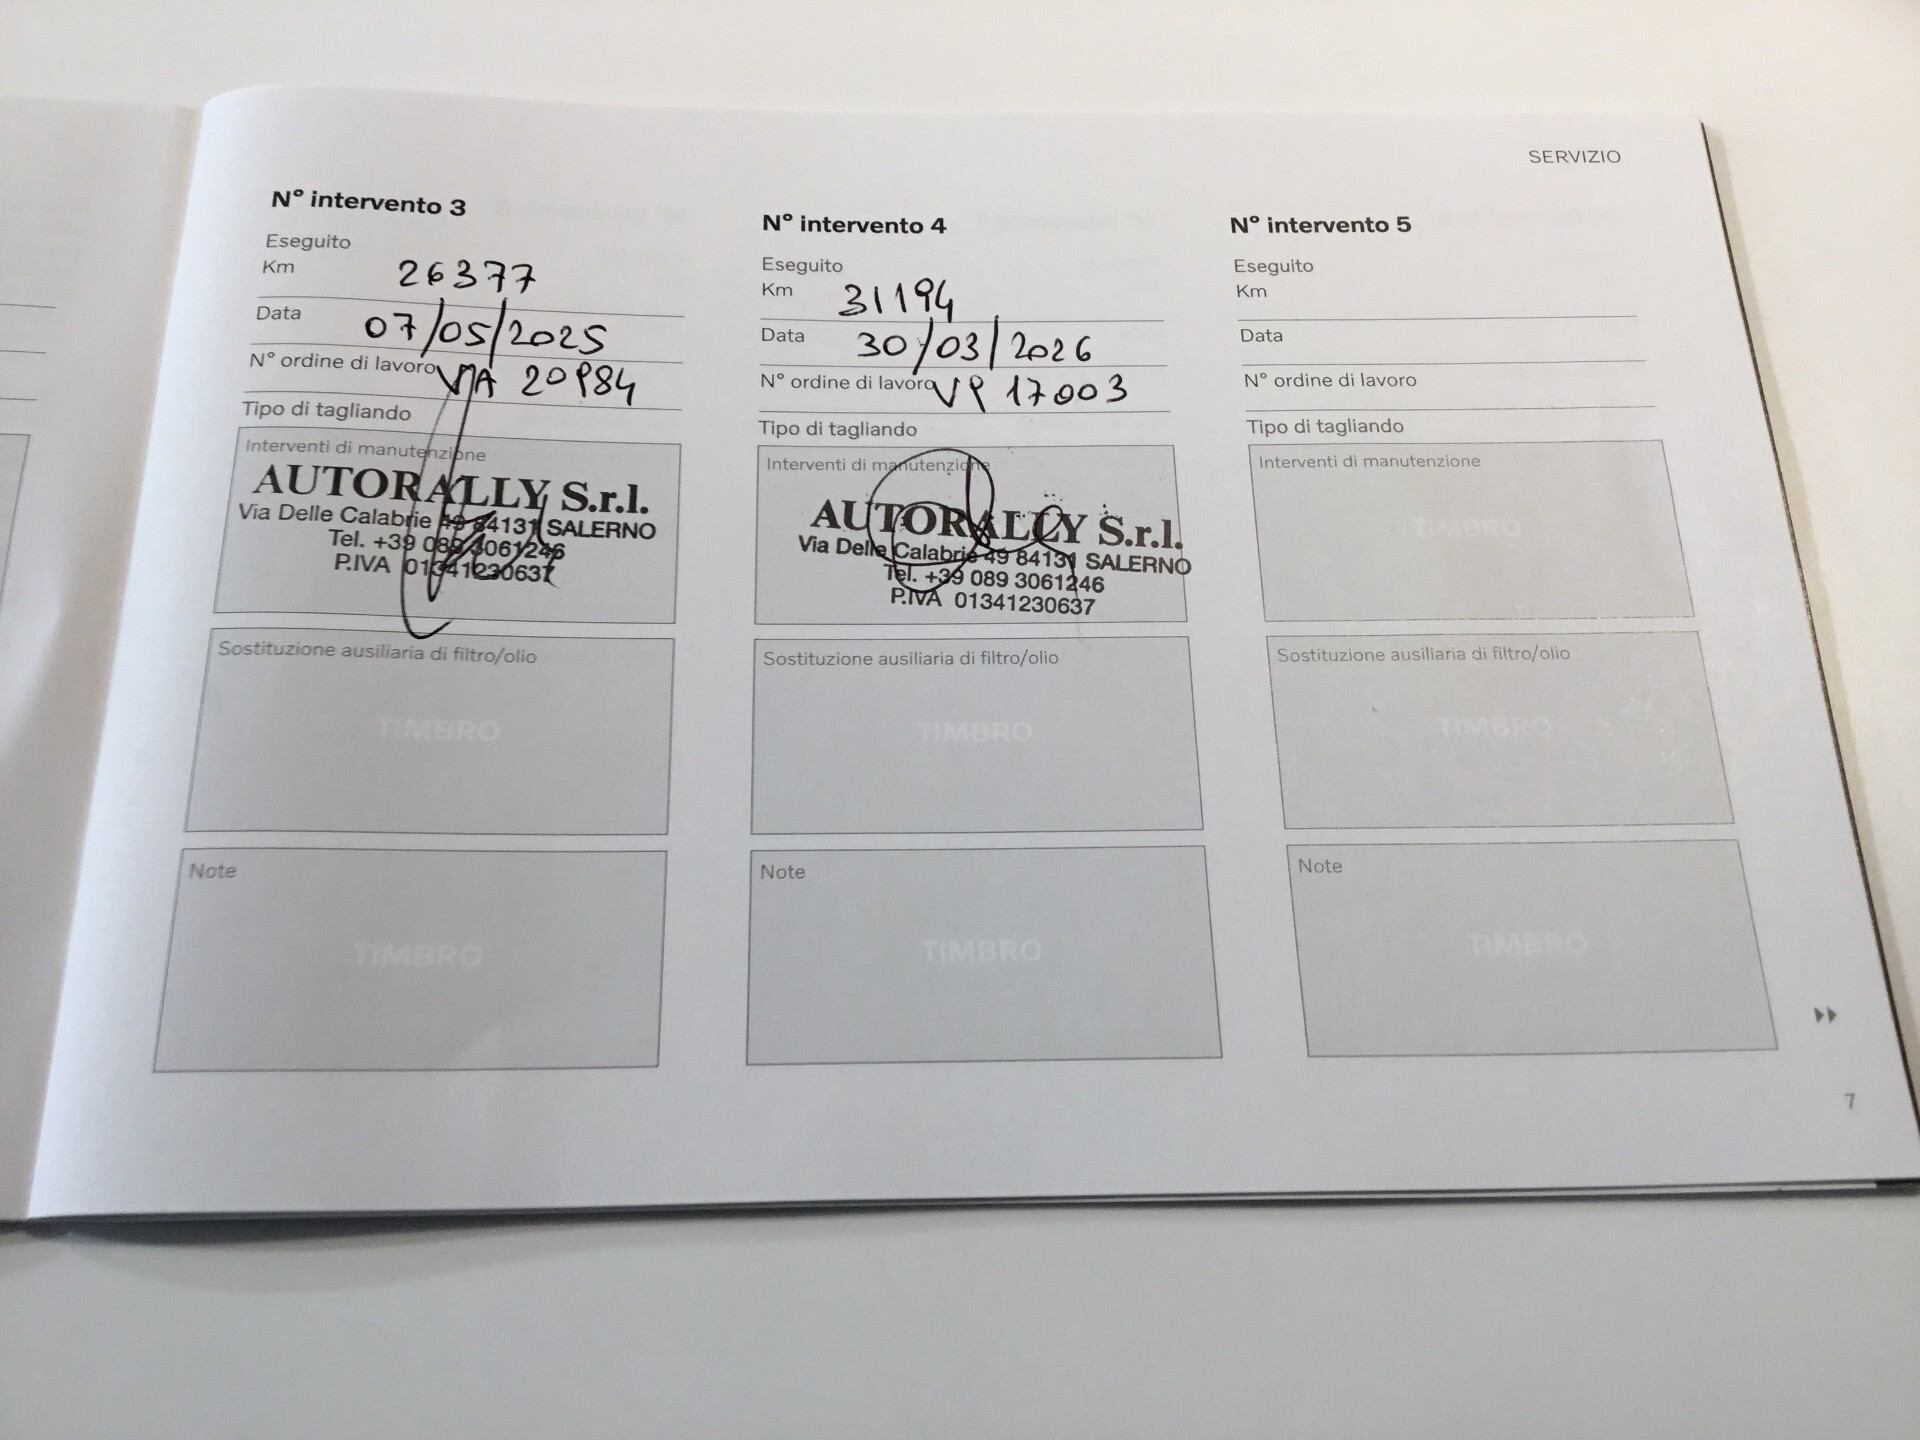 SERVIZIO
N° intervento 3
Eseguito
Km 26377
Data 07/05/2025
N° ordine di lavoro VIA 20984
Tipo di tagliando
Interventi di manutenzione
AUTORALLY S.r.l.
Via Delle Calabrie 49 84131 SALERNO
Tel. +39 089 3061246
P.IVA 01341230637
Sostituzione ausiliaria di filtro/olio
TIMBRO
Note
TIMBRO
N° intervento 4
Eseguito
Km 31194
Data 30/03/2026
N° ordine di lavoro VP 17003
Tipo di tagliando
Interventi di manutenzione
AUTORALLY S.r.l.
Via Delle Calabrie 49 84131 SALERNO
Tel. +39 089 3061246
P.IVA 01341230637
Sostituzione ausiliaria di filtro/olio
TIMBRO
Note
TIMBRO
N° intervento 5
Eseguito
Km
Data
N° ordine di lavoro
Tipo di tagliando
Interventi di manutenzione
TIMBRO
Sostituzione ausiliaria di filtro/olio
TIMBRO
Note
TIMBRO
7